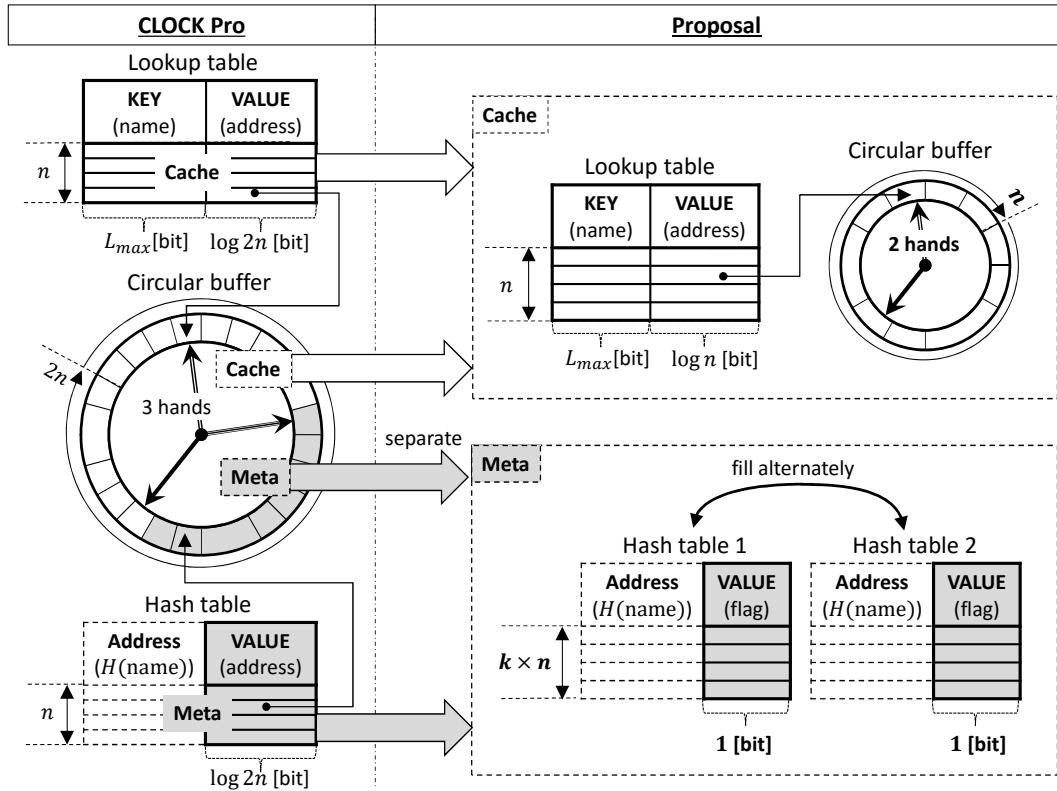 CLOCK Pro
Proposal
Lookup table
KEY
(name)
VALUE
(address)
n
Cache
L_max [bit]
log 2n [bit]
Circular buffer
2n
3 hands
Cache
Meta
Hash table
Address
(H(name))
VALUE
(address)
n
Meta
log 2n [bit]
separate
Cache
Lookup table
KEY
(name)
VALUE
(address)
n
L_max [bit]
log n [bit]
Circular buffer
n
2 hands
Meta
fill alternately
Hash table 1
Address
(H(name))
VALUE
(flag)
k × n
1 [bit]
Hash table 2
Address
(H(name))
VALUE
(flag)
1 [bit]